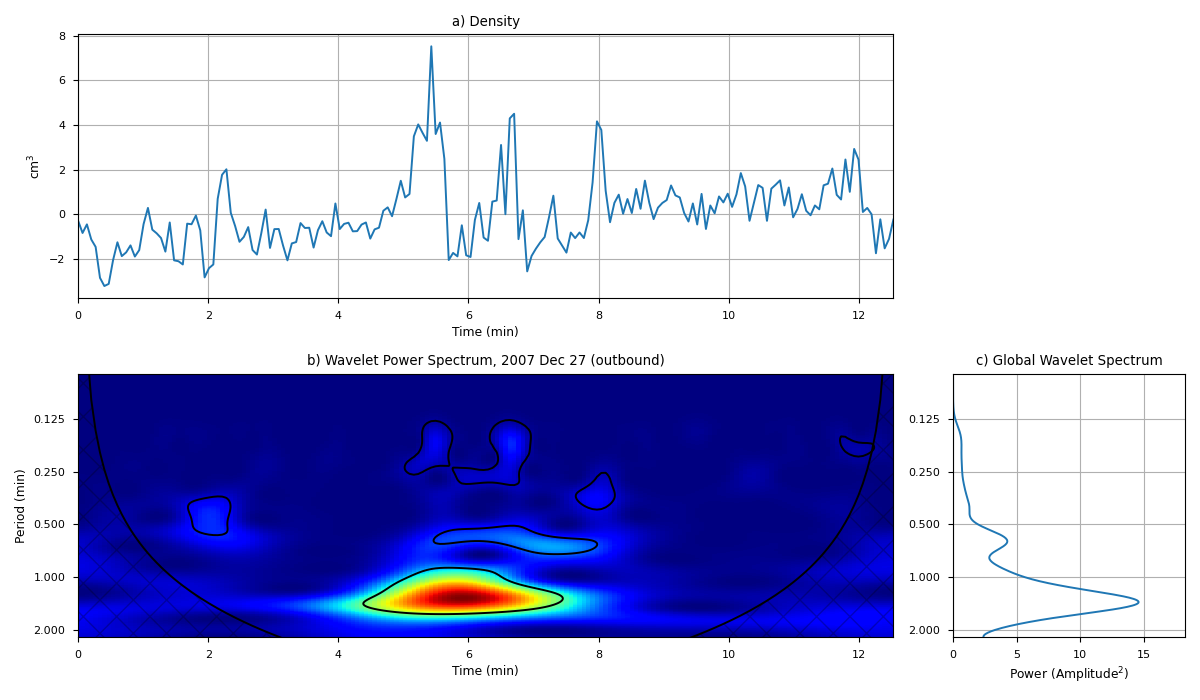 a) Density
8
6
4
2
0
−2
cm³
0 2 4 6 8 10 12
Time (min)
b) Wavelet Power Spectrum, 2007 Dec 27 (outbound)
0.125
0.250
0.500
1.000
2.000
Period (min)
0 2 4 6 8 10 12
Time (min)
c) Global Wavelet Spectrum
0.125
0.250
0.500
1.000
2.000
0 5 10 15
Power (Amplitude²)